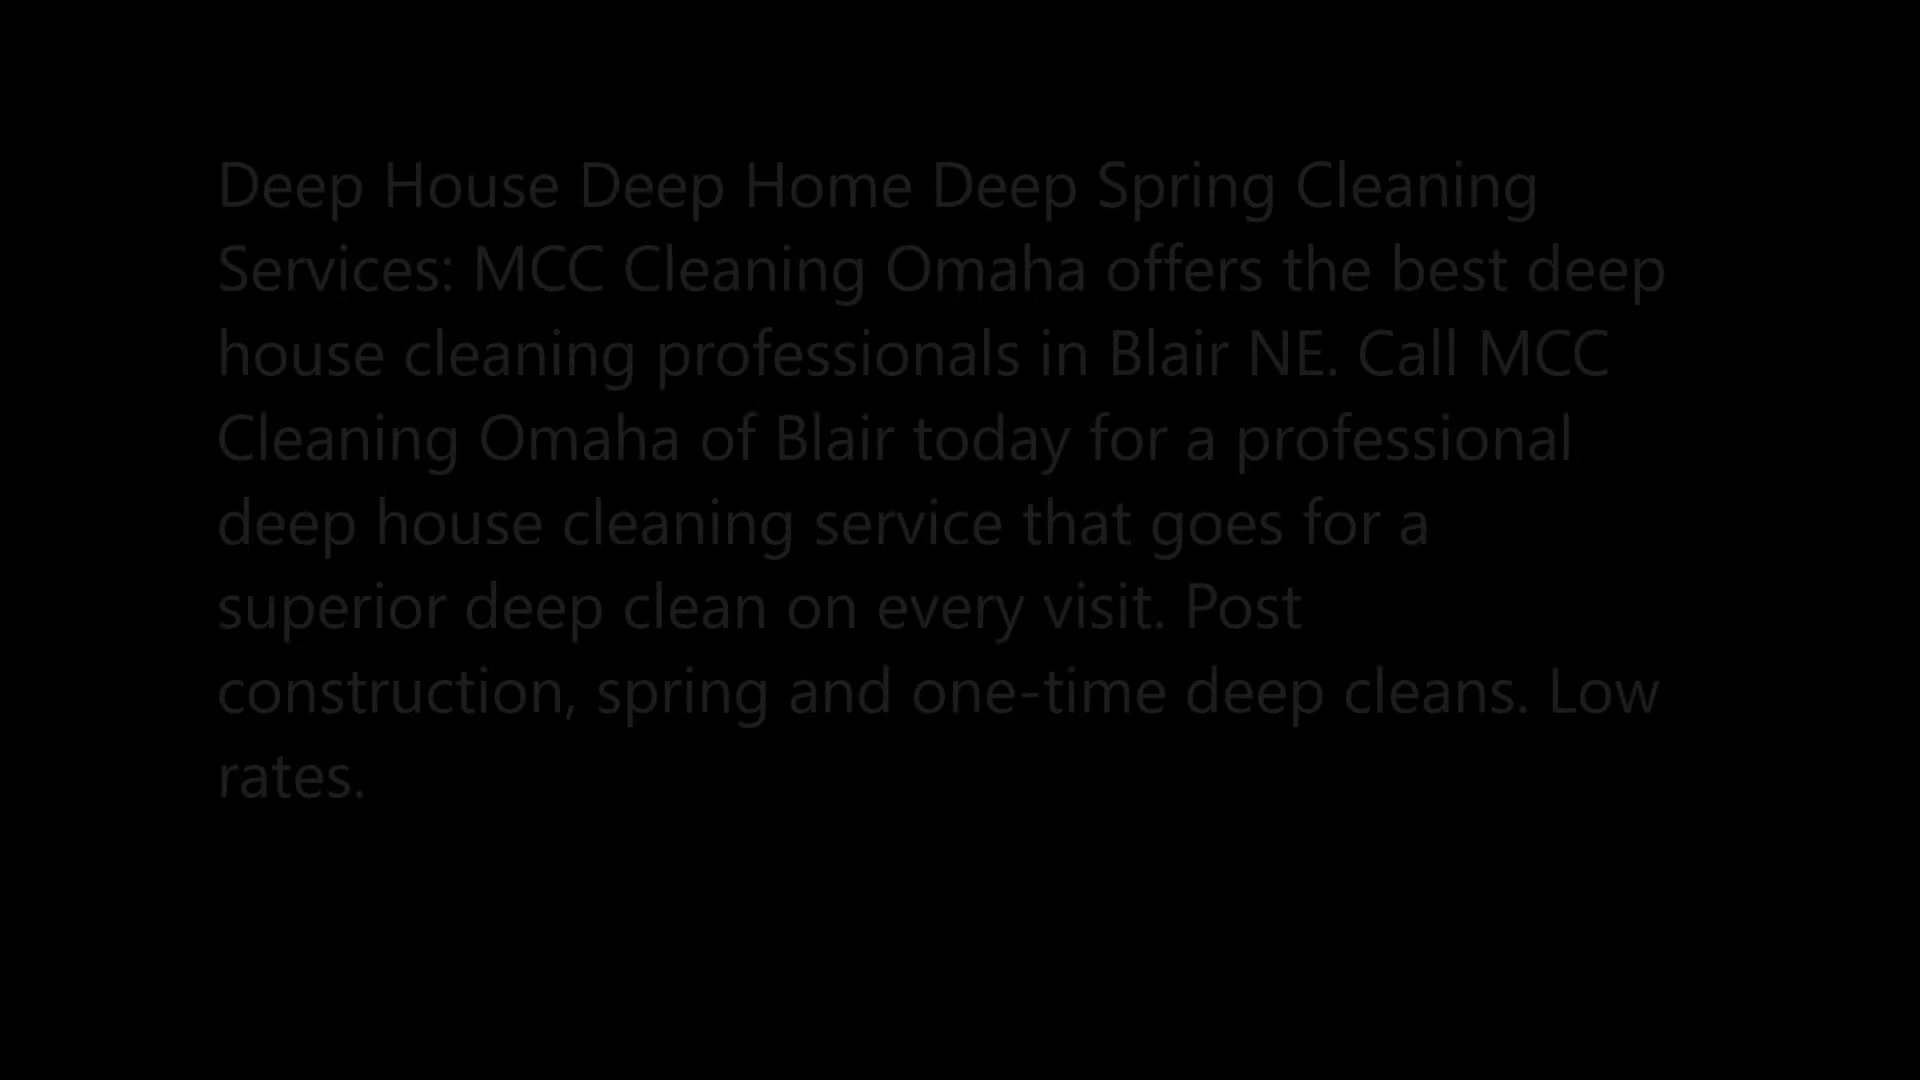 Deep House Deep Home Deep Spring Cleaning
Services: MCC Cleaning Omaha offers the best deep
house cleaning professionals in Blair NE. Call MCC
Cleaning Omaha of Blair today for a professional
deep house cleaning service that goes for a
superior deep clean on every visit. Post
construction, spring and one-time deep cleans. Low
rates.